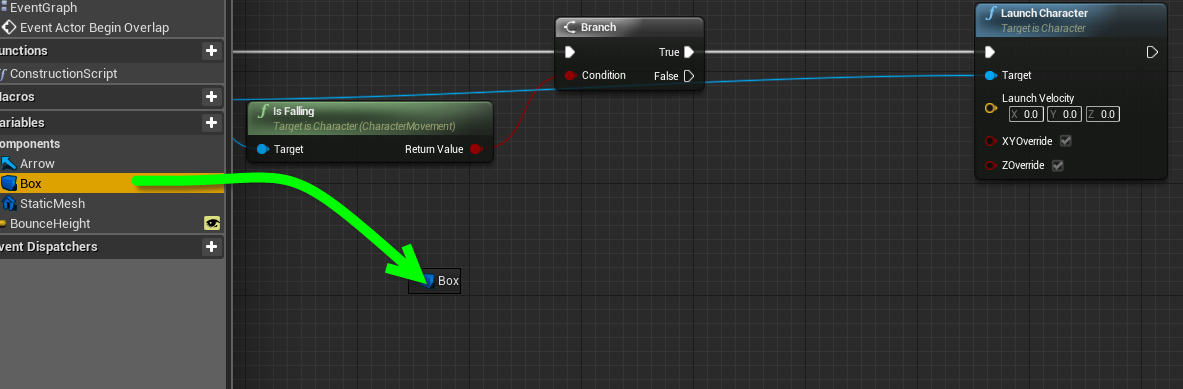 EventGraph
Event Actor Begin Overlap
unctions
ConstructionScript
acros
ariables
omponents
Arrow
Box
StaticMesh
BounceHeight
vent Dispatchers
Is Falling
Target is Character (CharacterMovement)
Target
Return Value
Box
Branch
True
Condition
False
Launch Character
Target is Character
Target
Launch Velocity
X 0.0 Y 0.0 Z 0.0
XYOverride
ZOverride